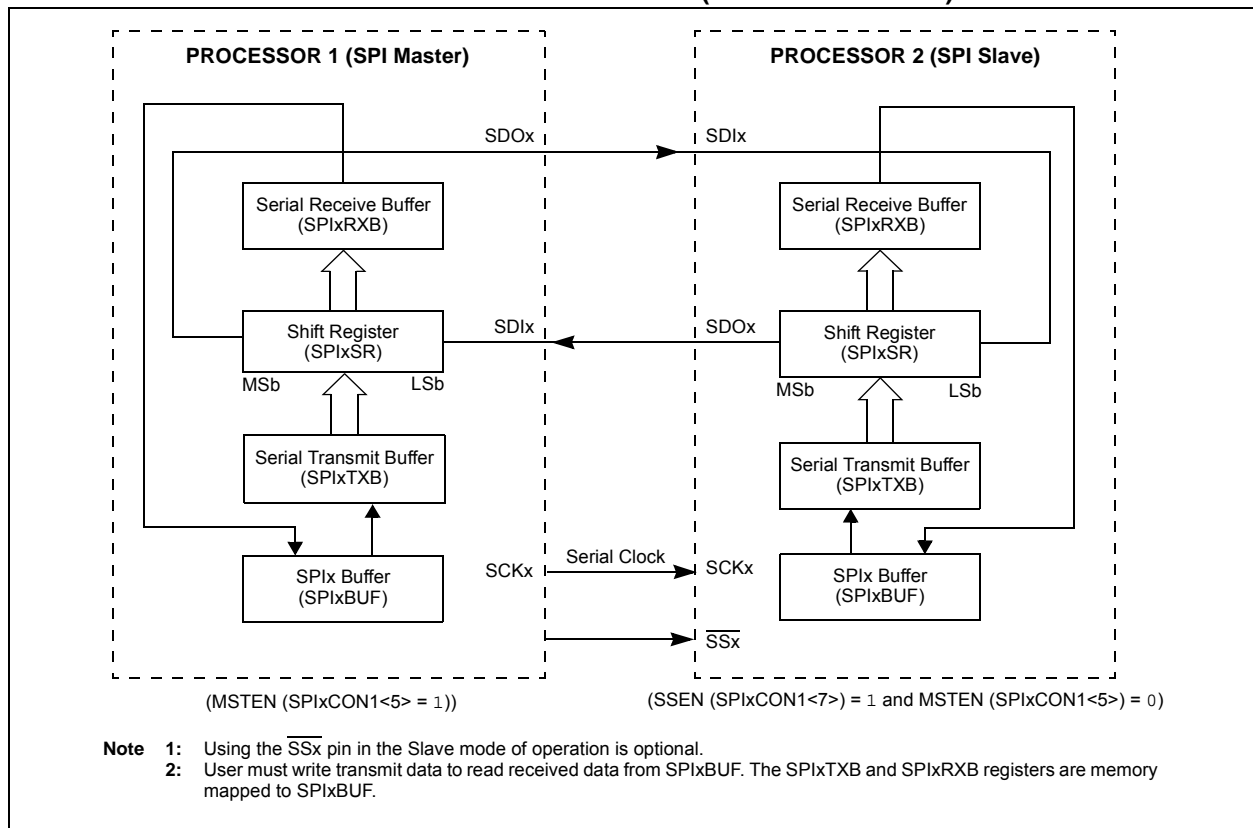 PROCESSOR 1 (SPI Master)
PROCESSOR 2 (SPI Slave)
SDOx
SDIx
Serial Receive Buffer
(SPIxRXB)
Serial Receive Buffer
(SPIxRXB)
Shift Register
(SPIxSR)
SDIx
SDOx
Shift Register
(SPIxSR)
MSb
LSb
MSb
LSb
Serial Transmit Buffer
(SPIxTXB)
Serial Transmit Buffer
(SPIxTXB)
SPIx Buffer
(SPIxBUF)
SCKx
Serial Clock
SCKx
SPIx Buffer
(SPIxBUF)
SSx
(MSTEN (SPIxCON1<5> = 1))
(SSEN (SPIxCON1<7>) = 1 and MSTEN (SPIxCON1<5>) = 0)
Note 1: Using the SSx pin in the Slave mode of operation is optional.
2: User must write transmit data to read received data from SPIxBUF. The SPIxTXB and SPIxRXB registers are memory
mapped to SPIxBUF.